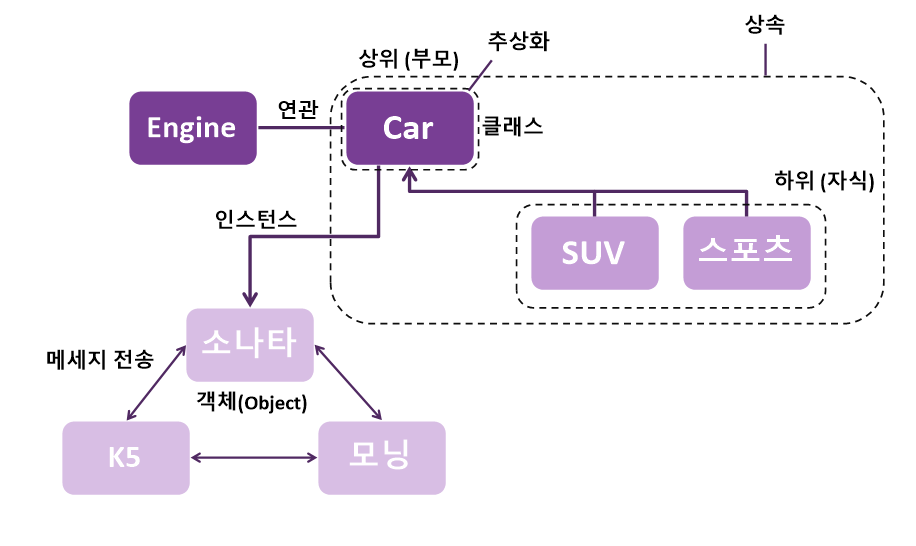 상속
추상화
상위 (부모)
연관
Engine
Car
클래스
하위 (자식)
인스턴스
SUV
스포츠
소나타
메세지 전송
객체(Object)
K5
모닝